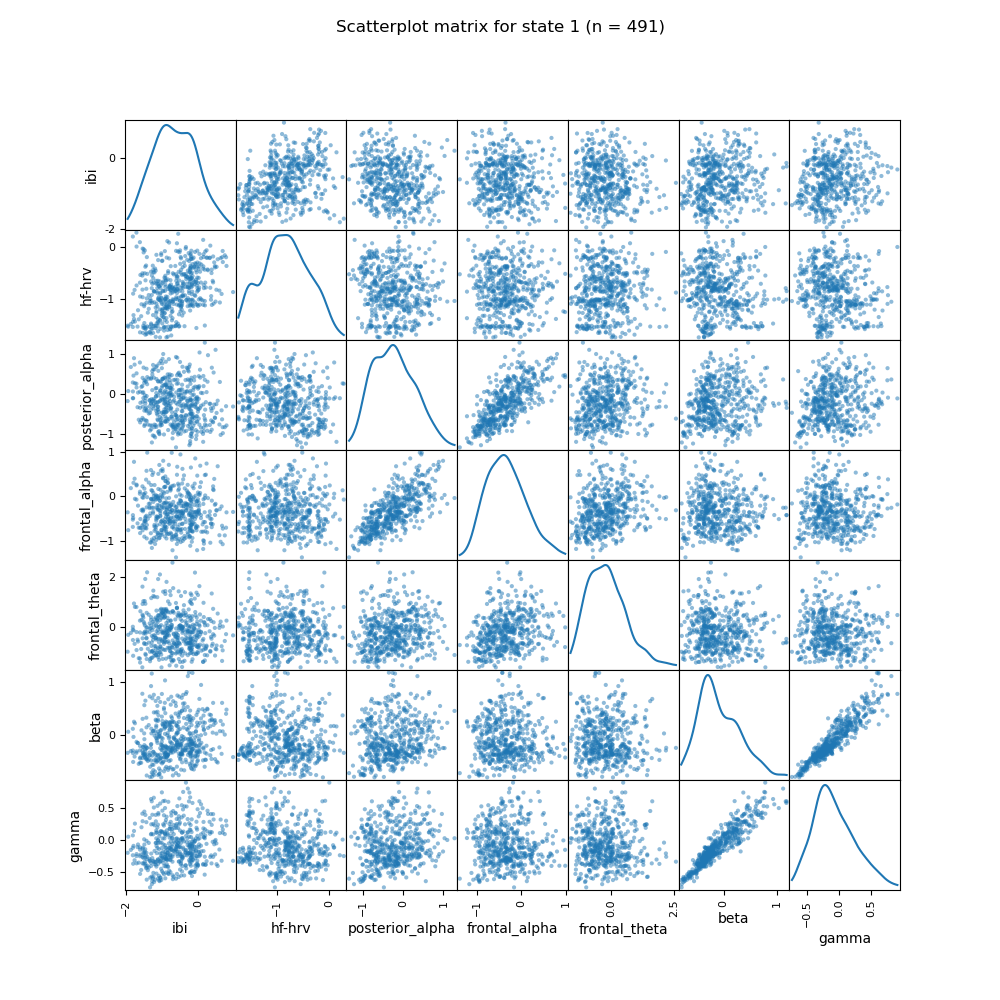 Scatterplot matrix for state 1 (n = 491)
ibi
0
-2
hf-hrv
0
−1
posterior_alpha
1
0
−1
frontal_alpha
1
0
−1
frontal_theta
2
0
beta
1
0
gamma
0.5
0.0
−0.5
−2 0 −1 0 −1 0 1 −1 0 1 0.0 2.5 0 1 −0.5 0.0 0.5
ibi hf-hrv posterior_alpha frontal_alpha frontal_theta beta gamma